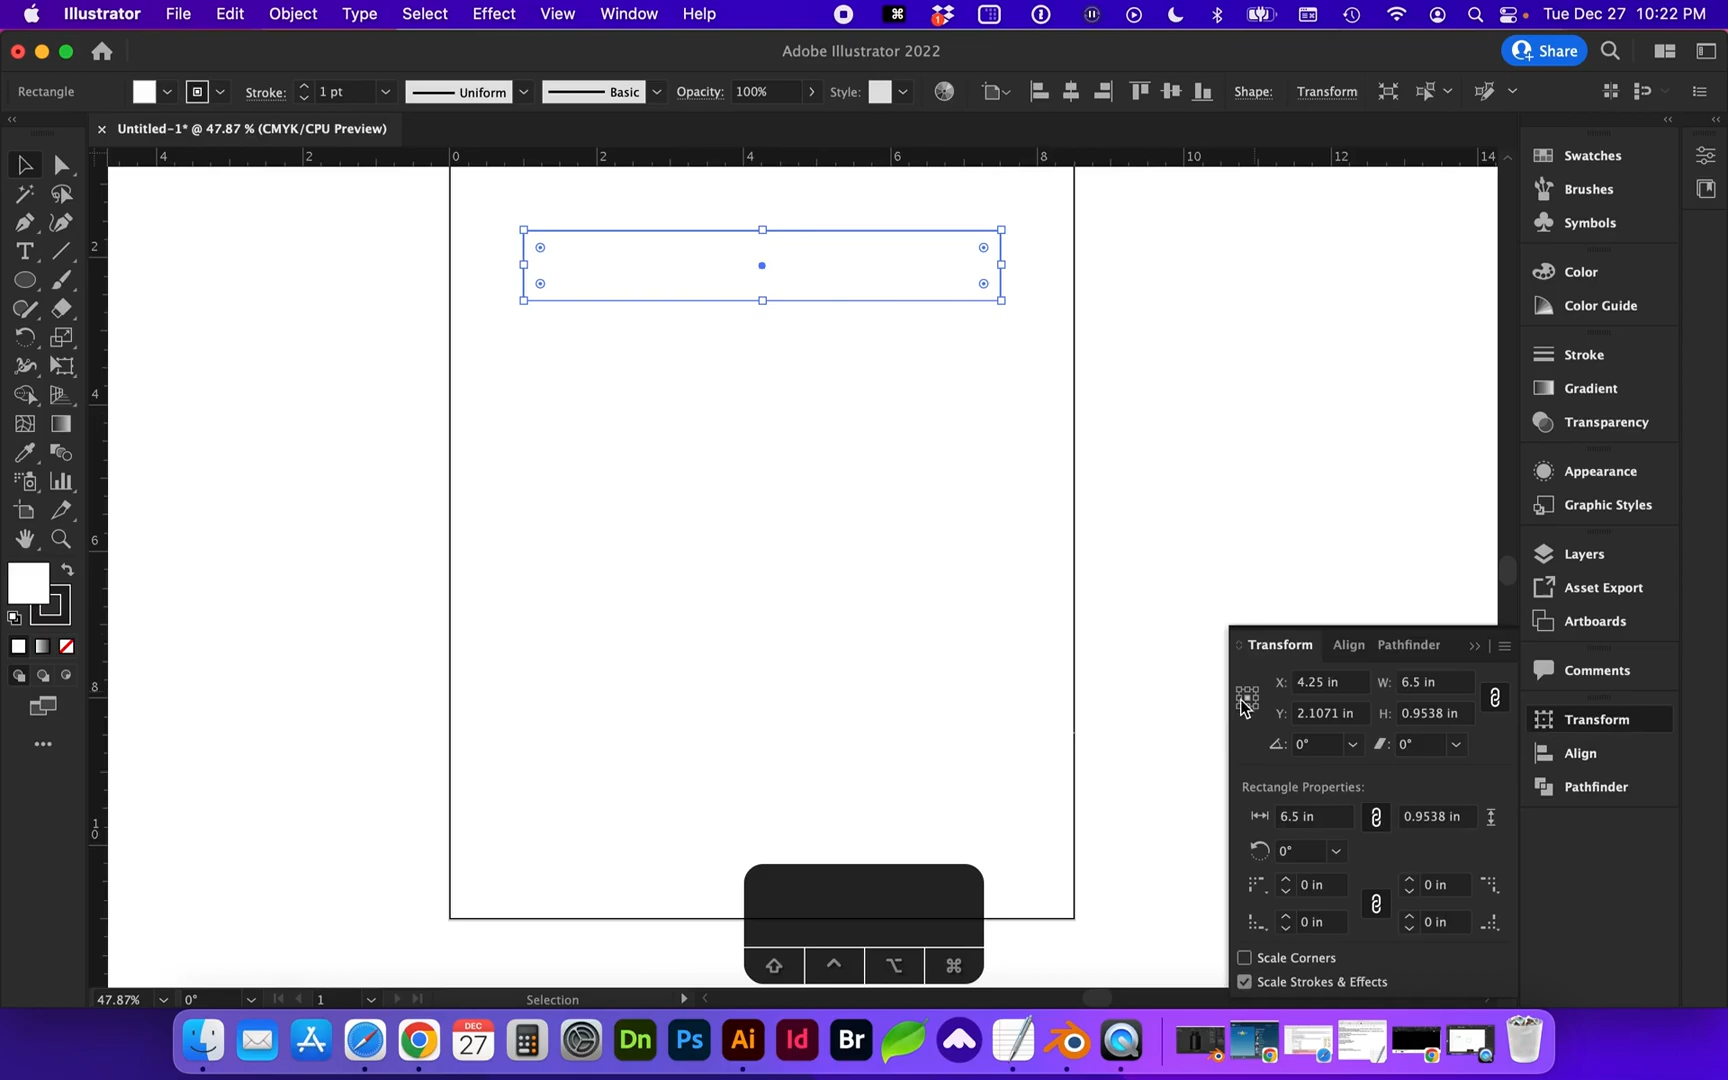 Illustrator File Edit Object Type Select Effect View Window Help Tue Dec 27 10:22 PM
Adobe Illustrator 2022 Share
Rectangle Stroke: 1 pt Uniform Basic Opacity: 100% Style: Shape: Transform
× Untitled-1* @ 47.87 % (CMYK/CPU Preview)
4 2 0 2 4 6 8 10 12 14
2
4
6
8
1
0
Swatches
Brushes
Symbols
Color
Color Guide
Stroke
Gradient
Transparency
Appearance
Graphic Styles
Layers
Asset Export
Artboards
Comments
Transform
Align
Pathfinder
Transform Align Pathfinder
X: 4.25 in W: 6.5 in
Y: 2.1071 in H: 0.9538 in
0° 0°
Rectangle Properties:
6.5 in 0.9538 in
0°
0 in 0 in
0 in 0 in
Scale Corners
Scale Strokes & Effects
47.87% 0° 1 Selection
DEC
27
Dn Ps Ai Id Br